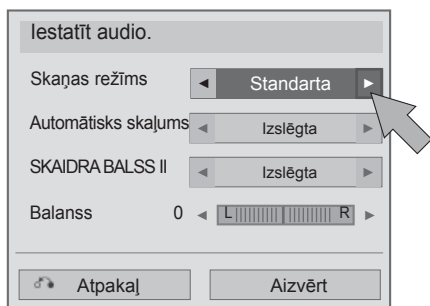 Iestatīt audio.
Skaņas režīms ◄ Standarta ►
Automātisks skaļums ◄ Izslēgta ►
SKAIDRA BALSS II ◄ Izslēgta ►
Balanss 0 ◄ L R ►
Atpakaļ Aizvērt